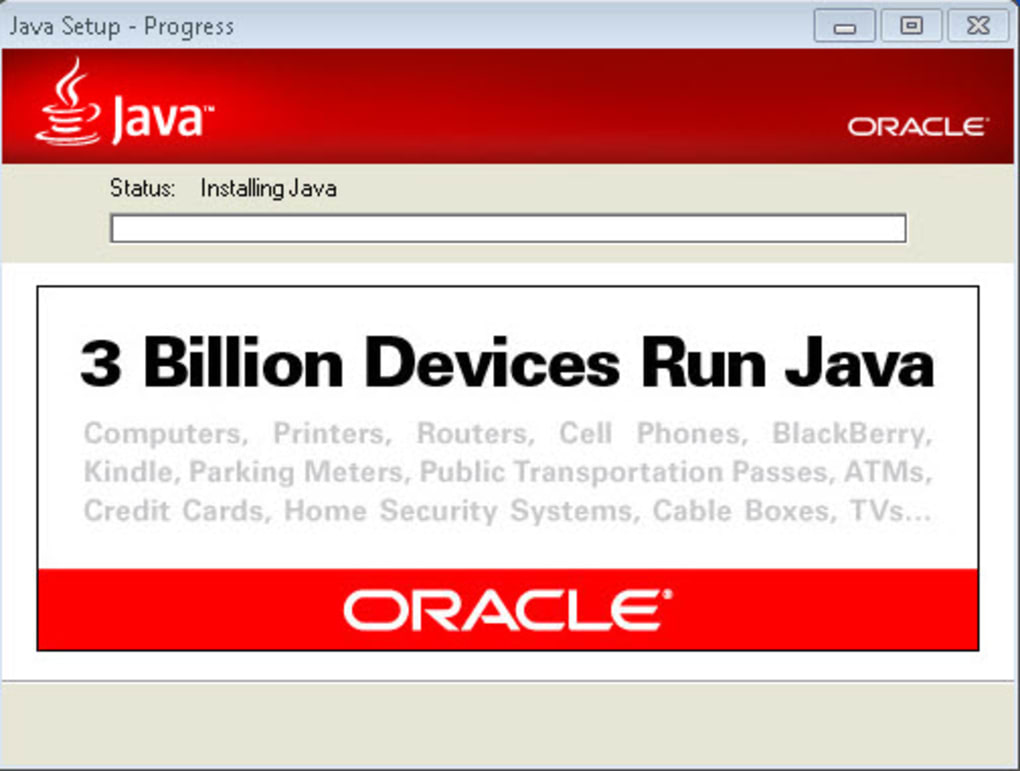 Java Setup - Progress
Java™
ORACLE®
Status: Installing Java
3 Billion Devices Run Java
Computers, Printers, Routers, Cell Phones, BlackBerry,
Kindle, Parking Meters, Public Transportation Passes, ATMs,
Credit Cards, Home Security Systems, Cable Boxes, TVs...
ORACLE®